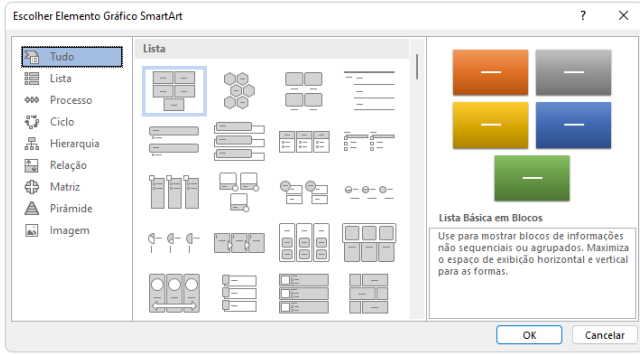 Escolher Elemento Gráfico SmartArt
Tudo
Lista
Processo
Ciclo
Hierarquia
Relação
Matriz
Pirâmide
Imagem
Lista
Lista Básica em Blocos
Use para mostrar blocos de informações
não sequenciais ou agrupados. Maximiza
o espaço de exibição horizontal e vertical
para as formas.
OK
Cancelar